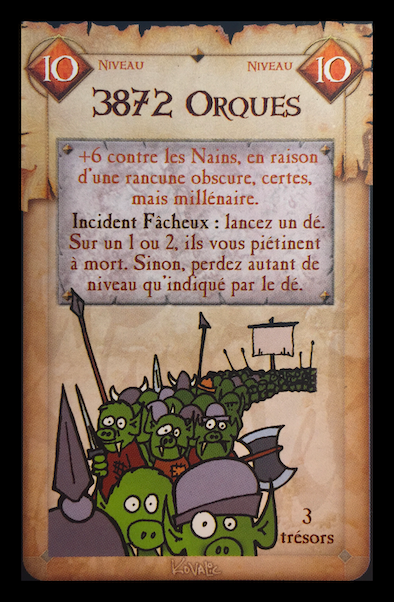 10 Niveau Niveau 10
3872 Orques
+6 contre les Nains, en raison
d'une rancune obscure, certes,
mais millénaire.
Incident Fâcheux : lancez un dé.
Sur un 1 ou 2, ils vous piétinent
à mort. Sinon, perdez autant de
niveau qu'indiqué par le dé.
3
trésors
Kovalic